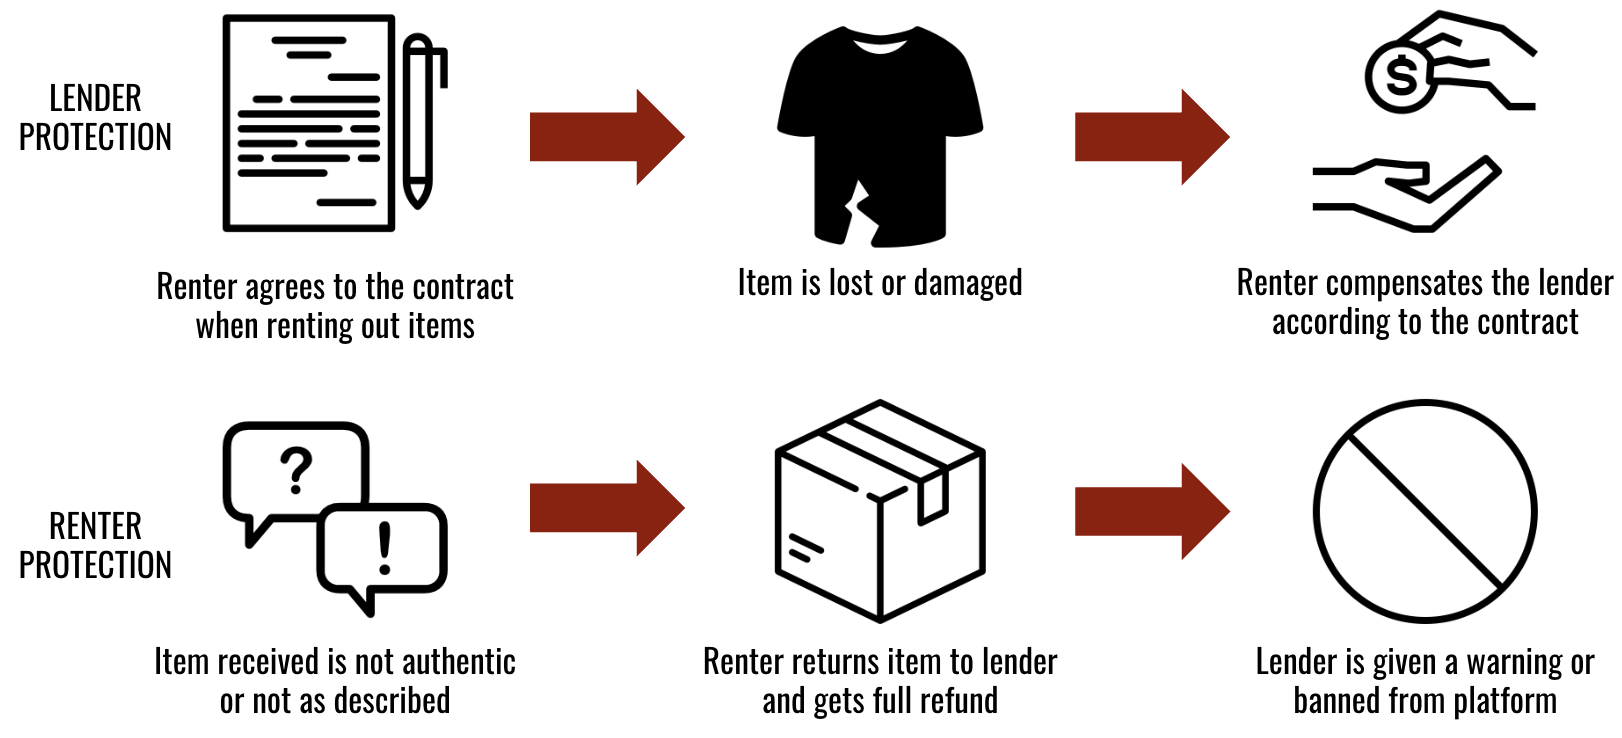 LENDER
PROTECTION
$
Renter agrees to the contract
when renting out items
Item is lost or damaged
Renter compensates the lender
according to the contract
RENTER
PROTECTION
?
!
Item received is not authentic
or not as described
Renter returns item to lender
and gets full refund
Lender is given a warning or
banned from platform